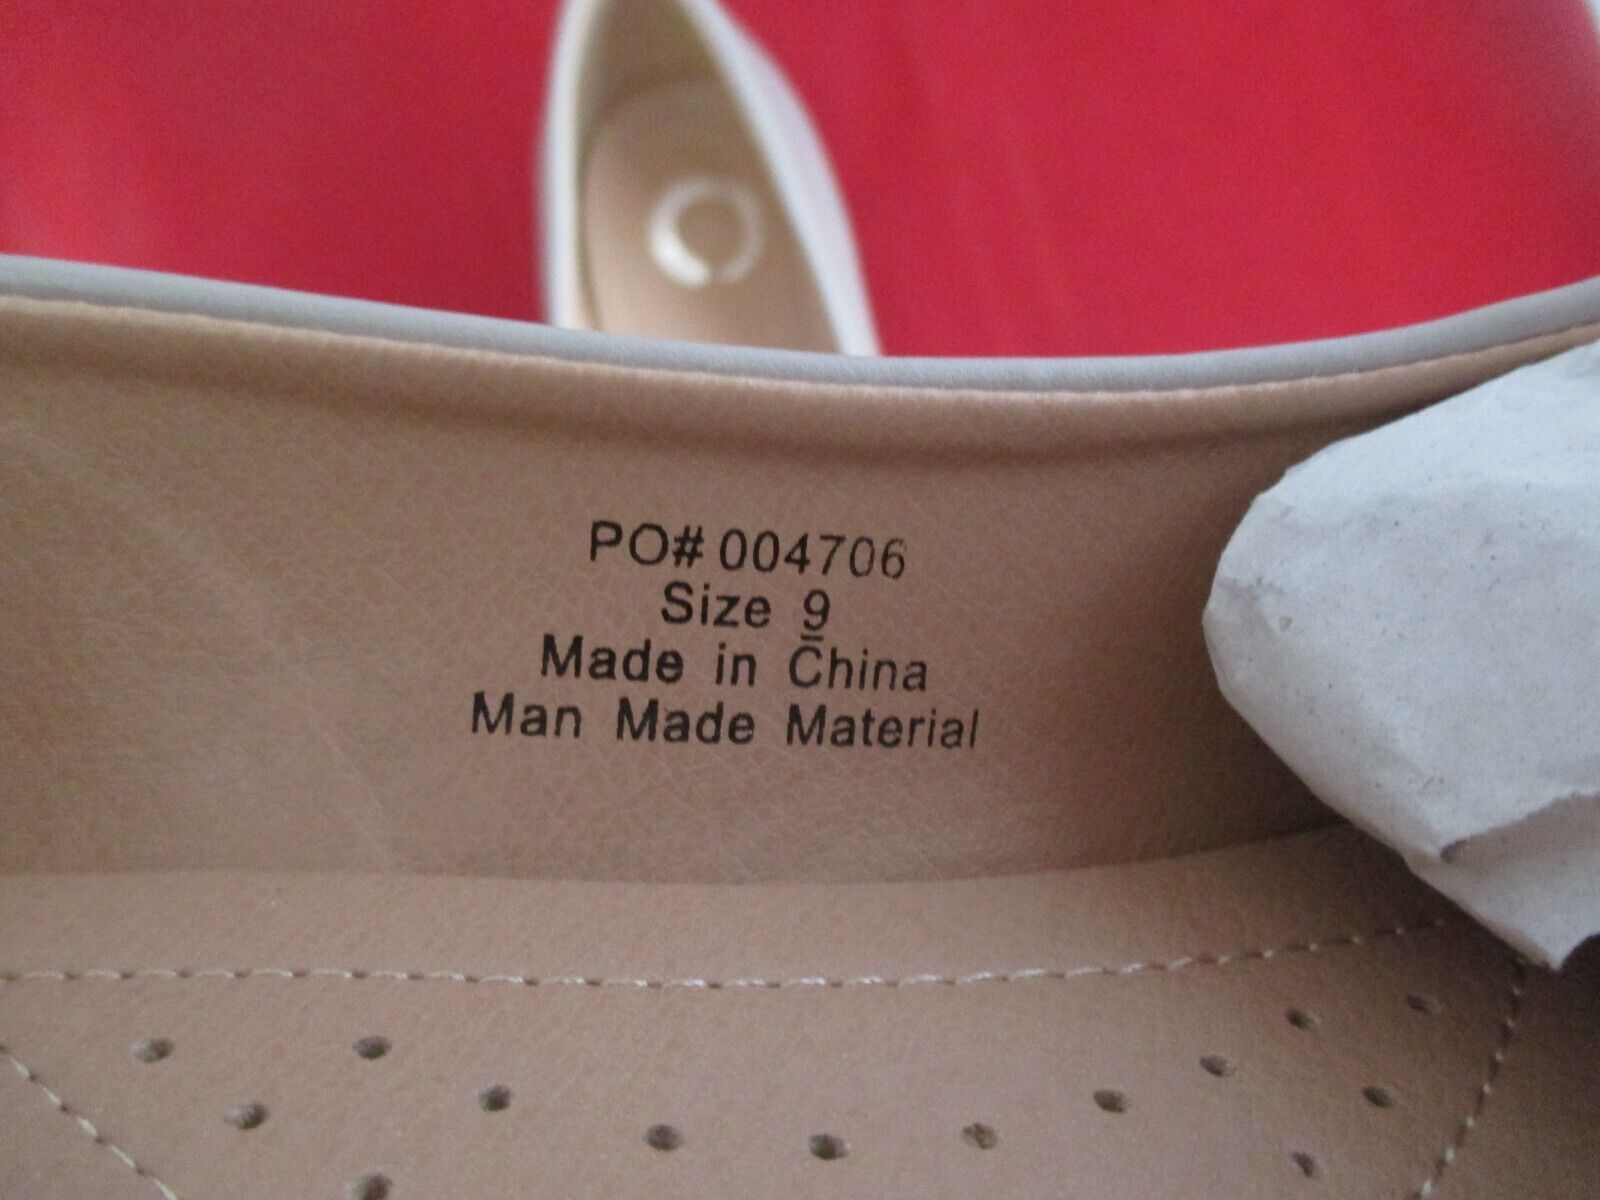 PO# 004706
Size 9
Made in China
Man Made Material